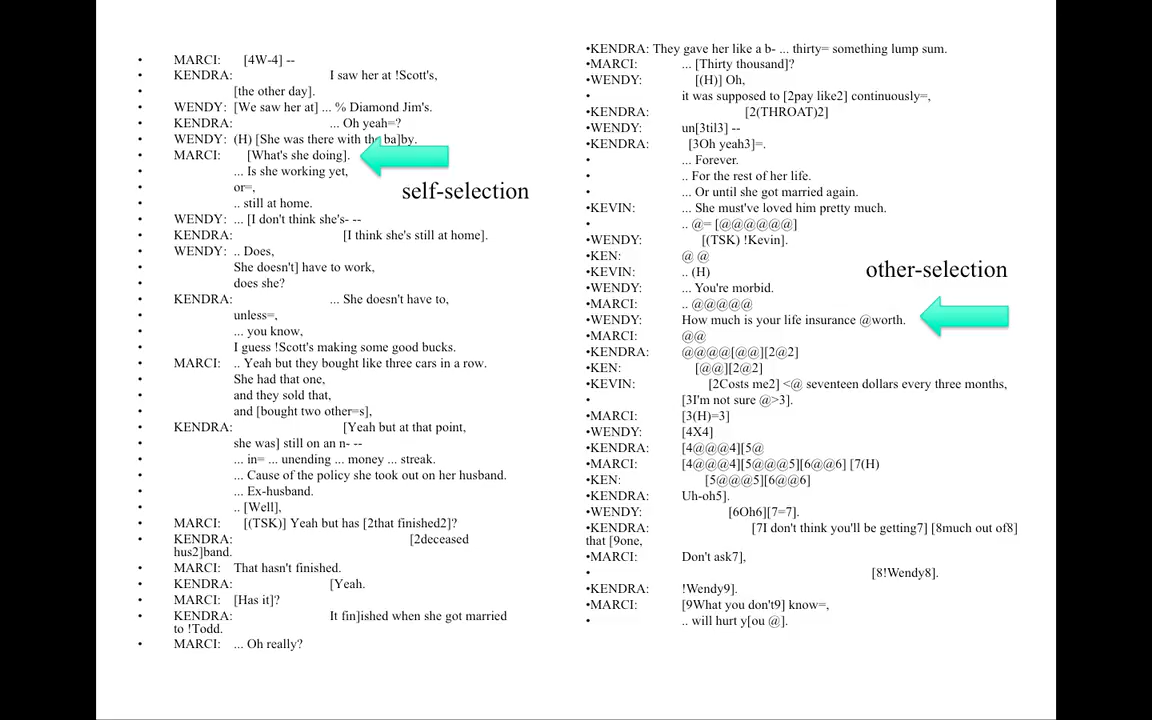 • MARCI: [4W-4] --
• KENDRA: I saw her at !Scott's,
• [the other day].
• WENDY: [We saw her at] ... % Diamond Jim's.
• KENDRA: ... Oh yeah=?
• WENDY: (H) [She was there with the ba]by.
• MARCI: [What's she doing].
• ... Is she working yet,
• or=,
• .. still at home.
• WENDY: ... [I don't think she's- --
• KENDRA: [I think she's still at home].
• WENDY: .. Does,
• She doesn't] have to work,
• does she?
• KENDRA: ... She doesn't have to,
• unless=,
• ... you know,
• I guess !Scott's making some good bucks.
• MARCI: .. Yeah but they bought like three cars in a row.
• She had that one,
• and they sold that,
• and [bought two other=s],
• KENDRA: [Yeah but at that point,
• she was] still on an n- --
• ... in= ... unending ... money ... streak.
• ... Cause of the policy she took out on her husband.
• ... Ex-husband.
• .. [Well],
• MARCI: [(TSK)] Yeah but has [2that finished2]?
• KENDRA: [2deceased
hus2]band.
• MARCI: That hasn't finished.
• KENDRA: [Yeah.
• MARCI: [Has it]?
• KENDRA: It fin]ished when she got married
to !Todd.
• MARCI: ... Oh really?
self-selection
•KENDRA: They gave her like a b- ... thirty= something lump sum.
•MARCI: ... [Thirty thousand]?
•WENDY: [(H)] Oh,
• it was supposed to [2pay like2] continuously=,
•KENDRA: [2(THROAT)2]
•WENDY: un[3til3] --
•KENDRA: [3Oh yeah3]=.
• ... Forever.
• .. For the rest of her life.
• ... Or until she got married again.
•KEVIN: ... She must've loved him pretty much.
• .. @= [@@@@@@]
•WENDY: [(TSK) !Kevin].
•KEN: @ @
•KEVIN: .. (H)
•WENDY: ... You're morbid.
•MARCI: .. @@@@@
•WENDY: How much is your life insurance @worth.
•MARCI: @@
•KENDRA: @@@@[@@][2@2]
•KEN: [@@][2@2]
•KEVIN: [2Costs me2] <@ seventeen dollars every three months,
• [3I'm not sure @>3].
•MARCI: [3(H)=3]
•WENDY: [4X4]
•KENDRA: [4@@@4][5@
•MARCI: [4@@@4][5@@@5][6@@6] [7(H)
•KEN: [5@@@5][6@@6]
•KENDRA: Uh-oh5].
•WENDY: [6Oh6][7=7].
•KENDRA: [7I don't think you'll be getting7] [8much out of8]
that [9one,
•MARCI: Don't ask7],
• [8!Wendy8].
•KENDRA: !Wendy9].
•MARCI: [9What you don't9] know=,
• .. will hurt y[ou @].
other-selection